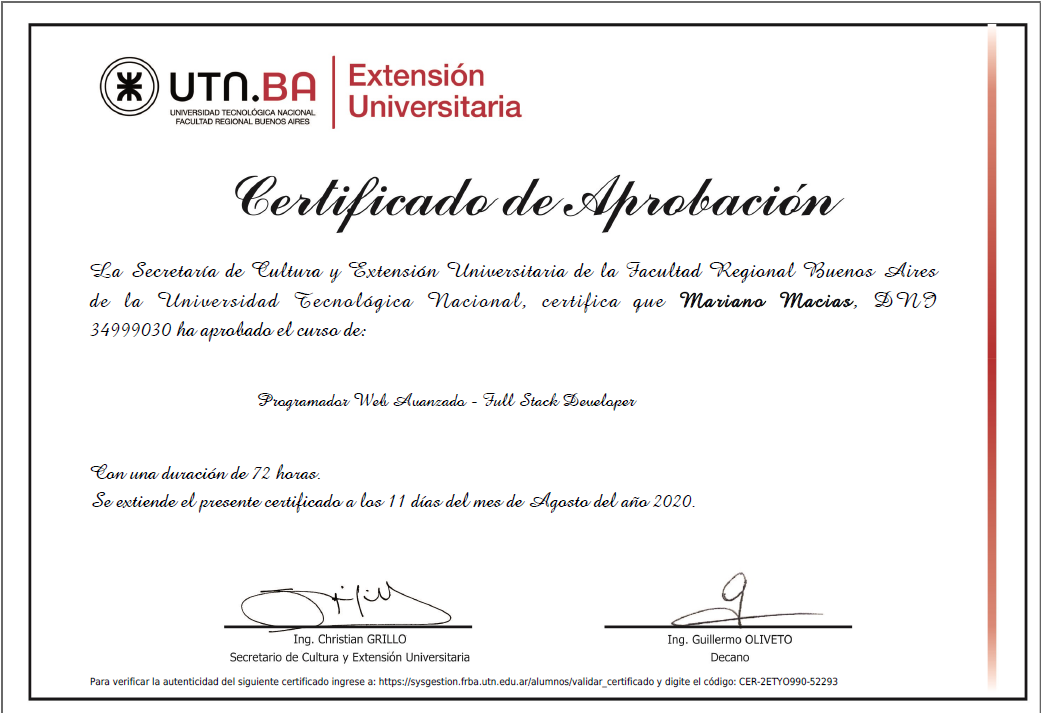 UTN.BA
UNIVERSIDAD TECNOLÓGICA NACIONAL
FACULTAD REGIONAL BUENOS AIRES
Extensión
Universitaria
Certificado de Aprobación
La Secretaría de Cultura y Extensión Universitaria de la Facultad Regional Buenos Aires
de la Universidad Tecnológica Nacional, certifica que Mariano Macias, DNI
34999030 ha aprobado el curso de:
Programador Web Avanzado - Full Stack Developer
Con una duración de 72 horas.
Se extiende el presente certificado a los 11 días del mes de Agosto del año 2020.
Ing. Christian GRILLO
Secretario de Cultura y Extensión Universitaria
Ing. Guillermo OLIVETO
Decano
Para verificar la autenticidad del siguiente certificado ingrese a: https://sysgestion.frba.utn.edu.ar/alumnos/validar_certificado y digite el código: CER-2ETYO990-52293